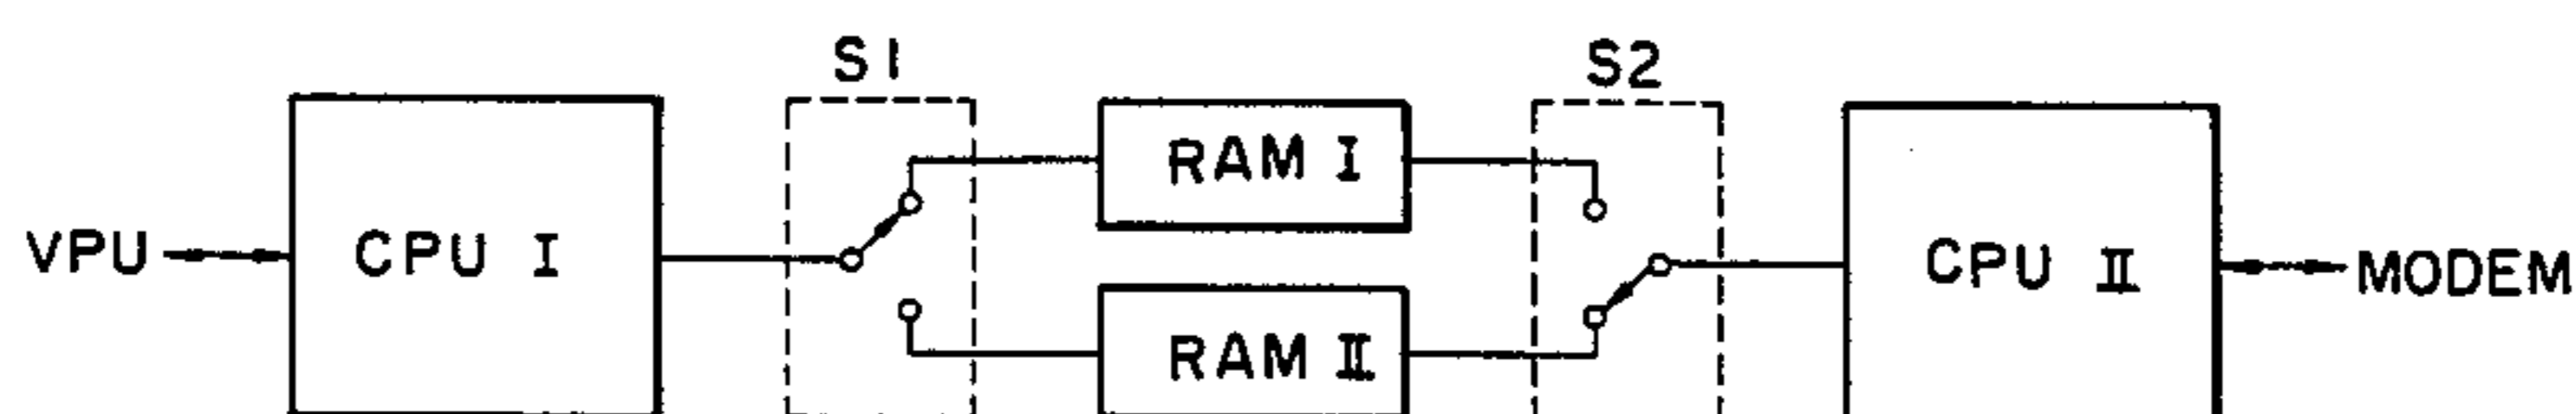 S1
S2
VPU
CPU I
RAM I
RAM II
CPU II
MODEM